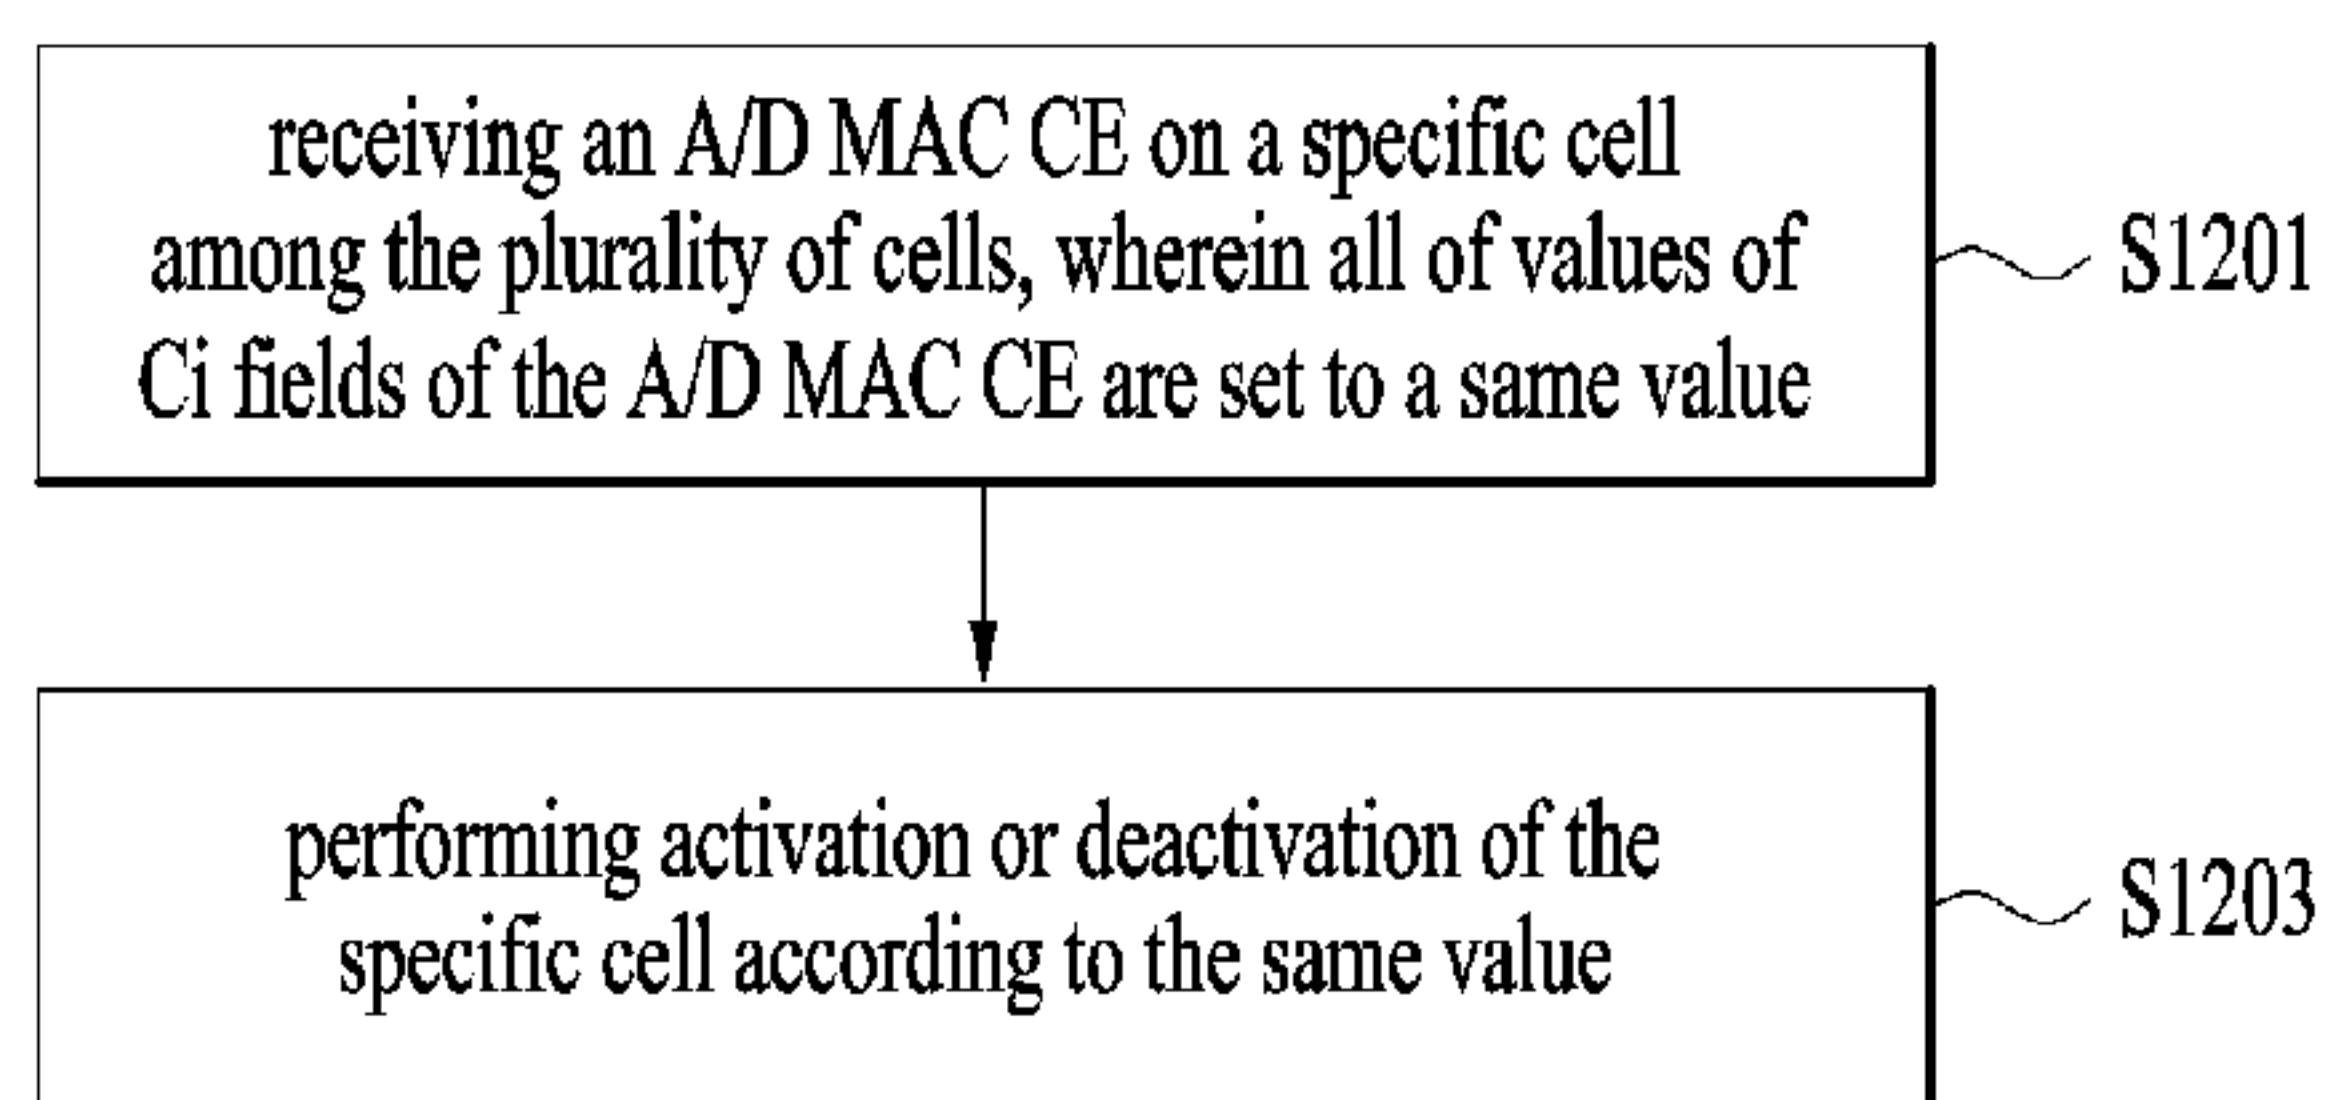 receiving an A/D MAC CE on a specific cell
among the plurality of cells, wherein all of values of
Ci fields of the A/D MAC CE are set to a same value
S1201
performing activation or deactivation of the
specific cell according to the same value
S1203